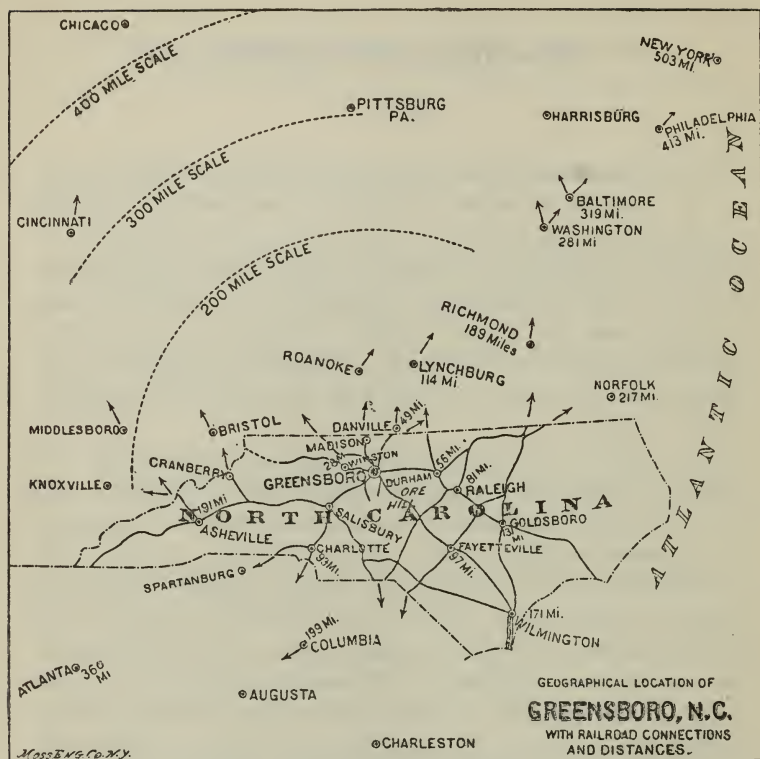 CHICAGO
NEW YORK
503 MI.
400 MILE SCALE
PITTSBURG
PA.
HARRISBURG
PHILADELPHIA
413 MI.
300 MILE SCALE
CINCINNATI
BALTIMORE
319 MI.
WASHINGTON
281 MI
ATLANTIC OCEAN
200 MILE SCALE
RICHMOND
189 Miles
ROANOKE
LYNCHBURG
114 MI.
NORFOLK
217 MI.
MIDDLESBORO
BRISTOL
DANVILLE
49 MI.
MADISON
WINSTON
CRANBERRY
GREENSBORO
DURHAM
56 MI.
81 MI.
RALEIGH
KNOXVILLE
ORE
HILL
191 MI
NORTH CAROLINA
ASHEVILLE
SALISBURY
GOLDSBORO
MI
CHARLOTTE
93 MI.
FAYETTEVILLE
97 MI.
SPARTANBURG
171 MI.
WILMINGTON
199 MI.
COLUMBIA
ATLANTA
366
MI
AUGUSTA
CHARLESTON
GEOGRAPHICAL LOCATION OF
GREENSBORO, N.C.
WITH RAILROAD CONNECTIONS
AND DISTANCES.
MOSS ENG CO. N.Y.